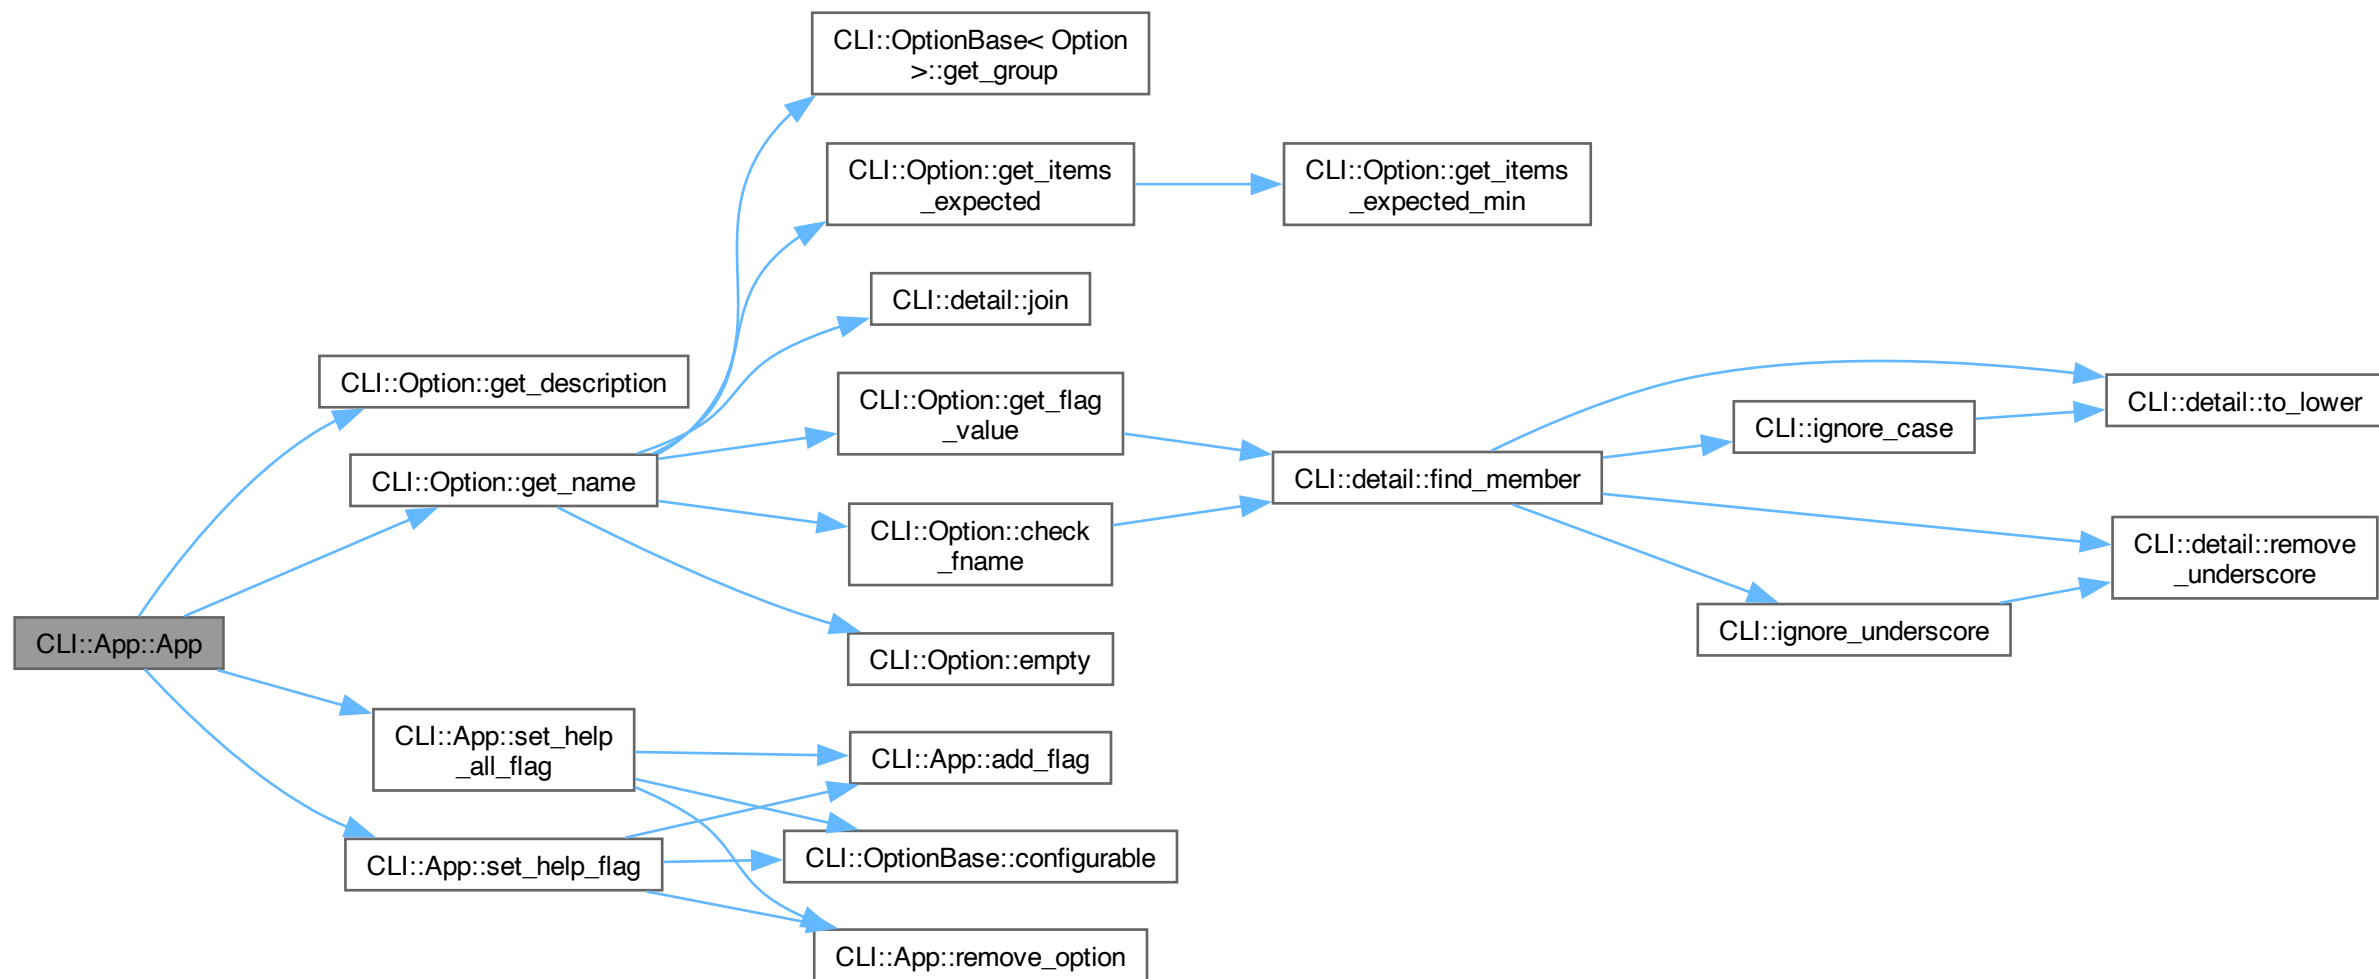 CLI::OptionBase< Option
>::get_group
CLI::Option::get_items
_expected
CLI::Option::get_items
_expected_min
CLI::detail::join
CLI::Option::get_description
CLI::Option::get_flag
_value
CLI::detail::to_lower
CLI::ignore_case
CLI::Option::get_name
CLI::detail::find_member
CLI::Option::check
_fname
CLI::detail::remove
_underscore
CLI::App::App
CLI::Option::empty
CLI::ignore_underscore
CLI::App::set_help
_all_flag
CLI::App::add_flag
CLI::App::set_help_flag
CLI::OptionBase::configurable
CLI::App::remove_option